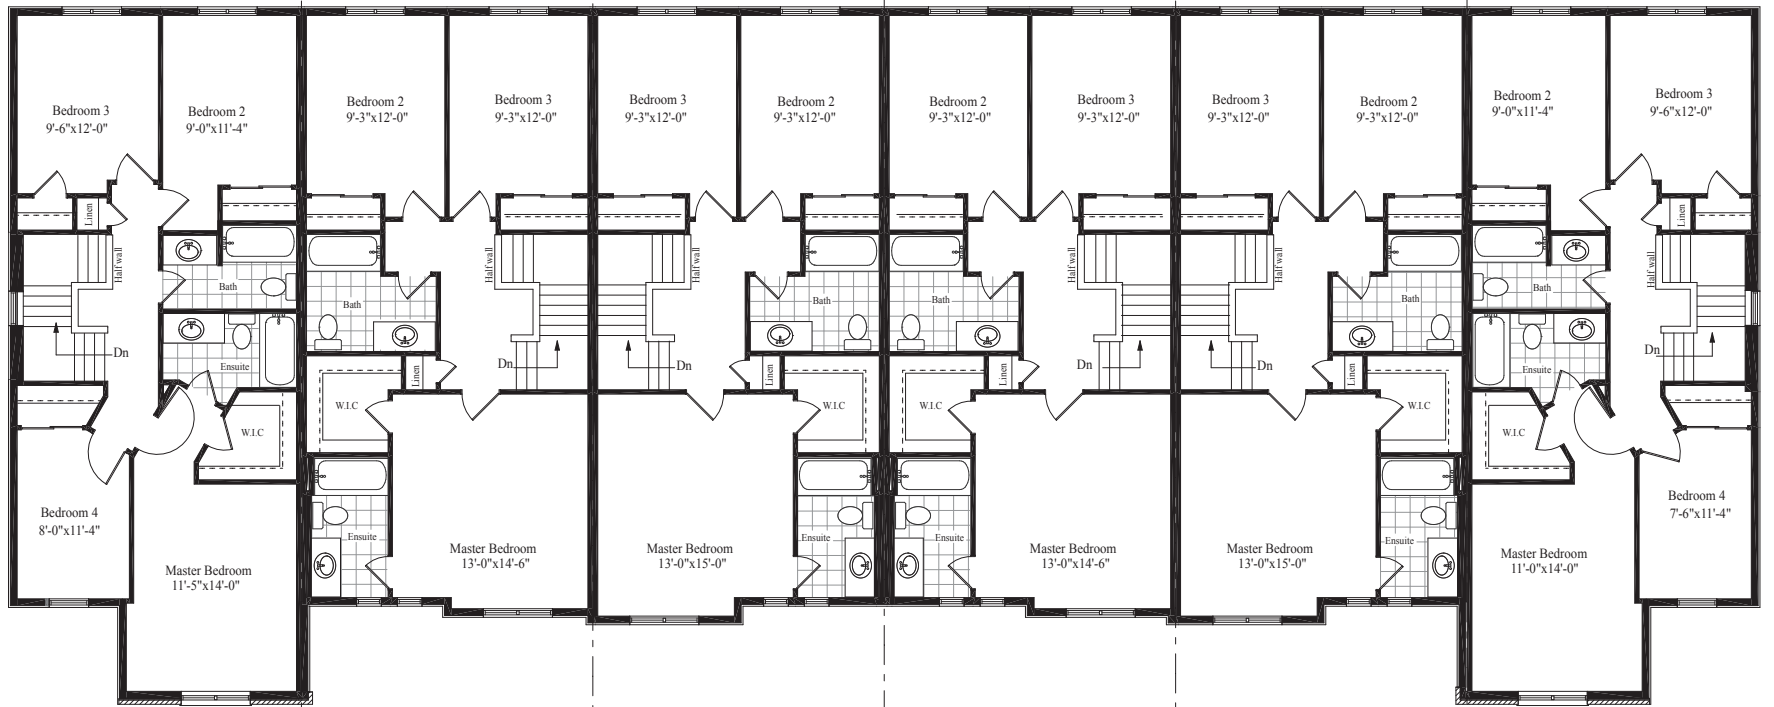 Bedroom 3
9'-6"x12'-0"
Bedroom 2
9'-0"x11'-4"
Linen
Half wall
Bath
Dn
Ensuite
W.I.C
Bedroom 4
8'-0"x11'-4"
Master Bedroom
11'-5"x14'-0"
Bedroom 2
9'-3"x12'-0"
Bedroom 3
9'-3"x12'-0"
Half wall
Bath
Dn
Linen
W.I.C
Ensuite
Master Bedroom
13'-0"x14'-6"
Bedroom 3
9'-3"x12'-0"
Bedroom 2
9'-3"x12'-0"
Half wall
Bath
Dn
Linen
W.I.C
Ensuite
Master Bedroom
13'-0"x15'-0"
Bedroom 2
9'-3"x12'-0"
Bedroom 3
9'-3"x12'-0"
Half wall
Bath
Dn
Linen
W.I.C
Ensuite
Master Bedroom
13'-0"x14'-6"
Bedroom 3
9'-3"x12'-0"
Bedroom 2
9'-3"x12'-0"
Half wall
Bath
Dn
Linen
W.I.C
Ensuite
Master Bedroom
13'-0"x15'-0"
Bedroom 2
9'-0"x11'-4"
Bedroom 3
9'-6"x12'-0"
Linen
Half wall
Bath
Dn
Ensuite
W.I.C
Bedroom 4
7'-6"x11'-4"
Master Bedroom
11'-0"x14'-0"